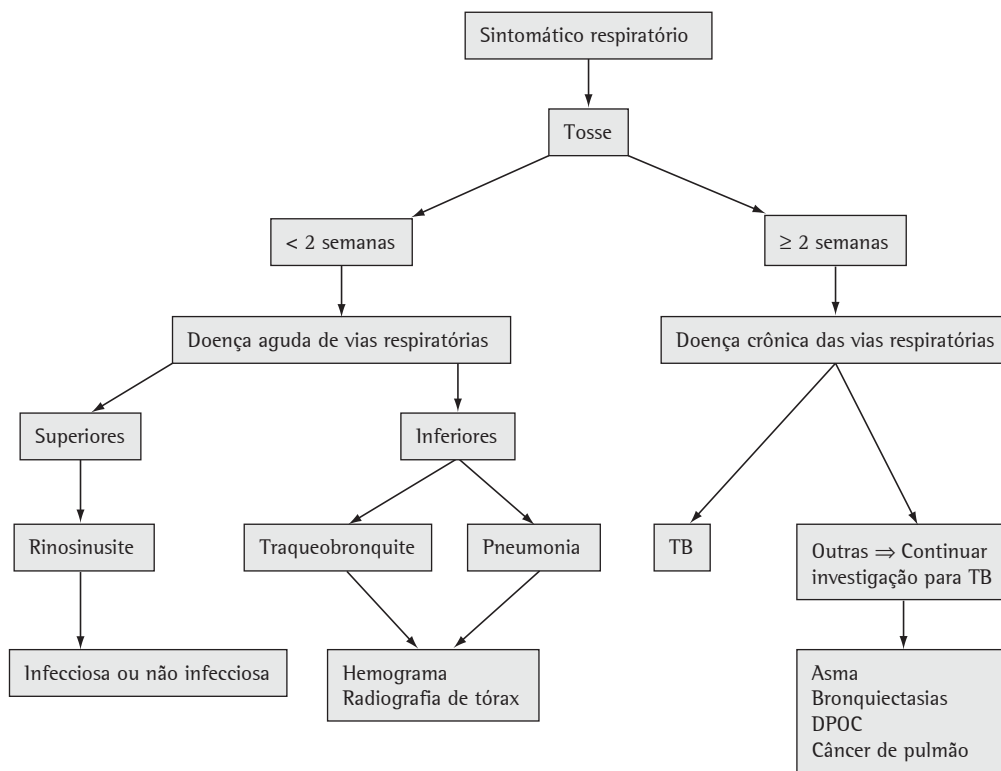 Sintomático respiratório
Tosse
< 2 semanas
≥ 2 semanas
Doença aguda de vias respiratórias
Doença crônica das vias respiratórias
Superiores
Inferiores
Rinosinusite
Traqueobronquite
Pneumonia
TB
Outras ⇒ Continuar
investigação para TB
Infecciosa ou não infecciosa
Hemograma
Radiografia de tórax
Asma
Bronquiectasias
DPOC
Câncer de pulmão